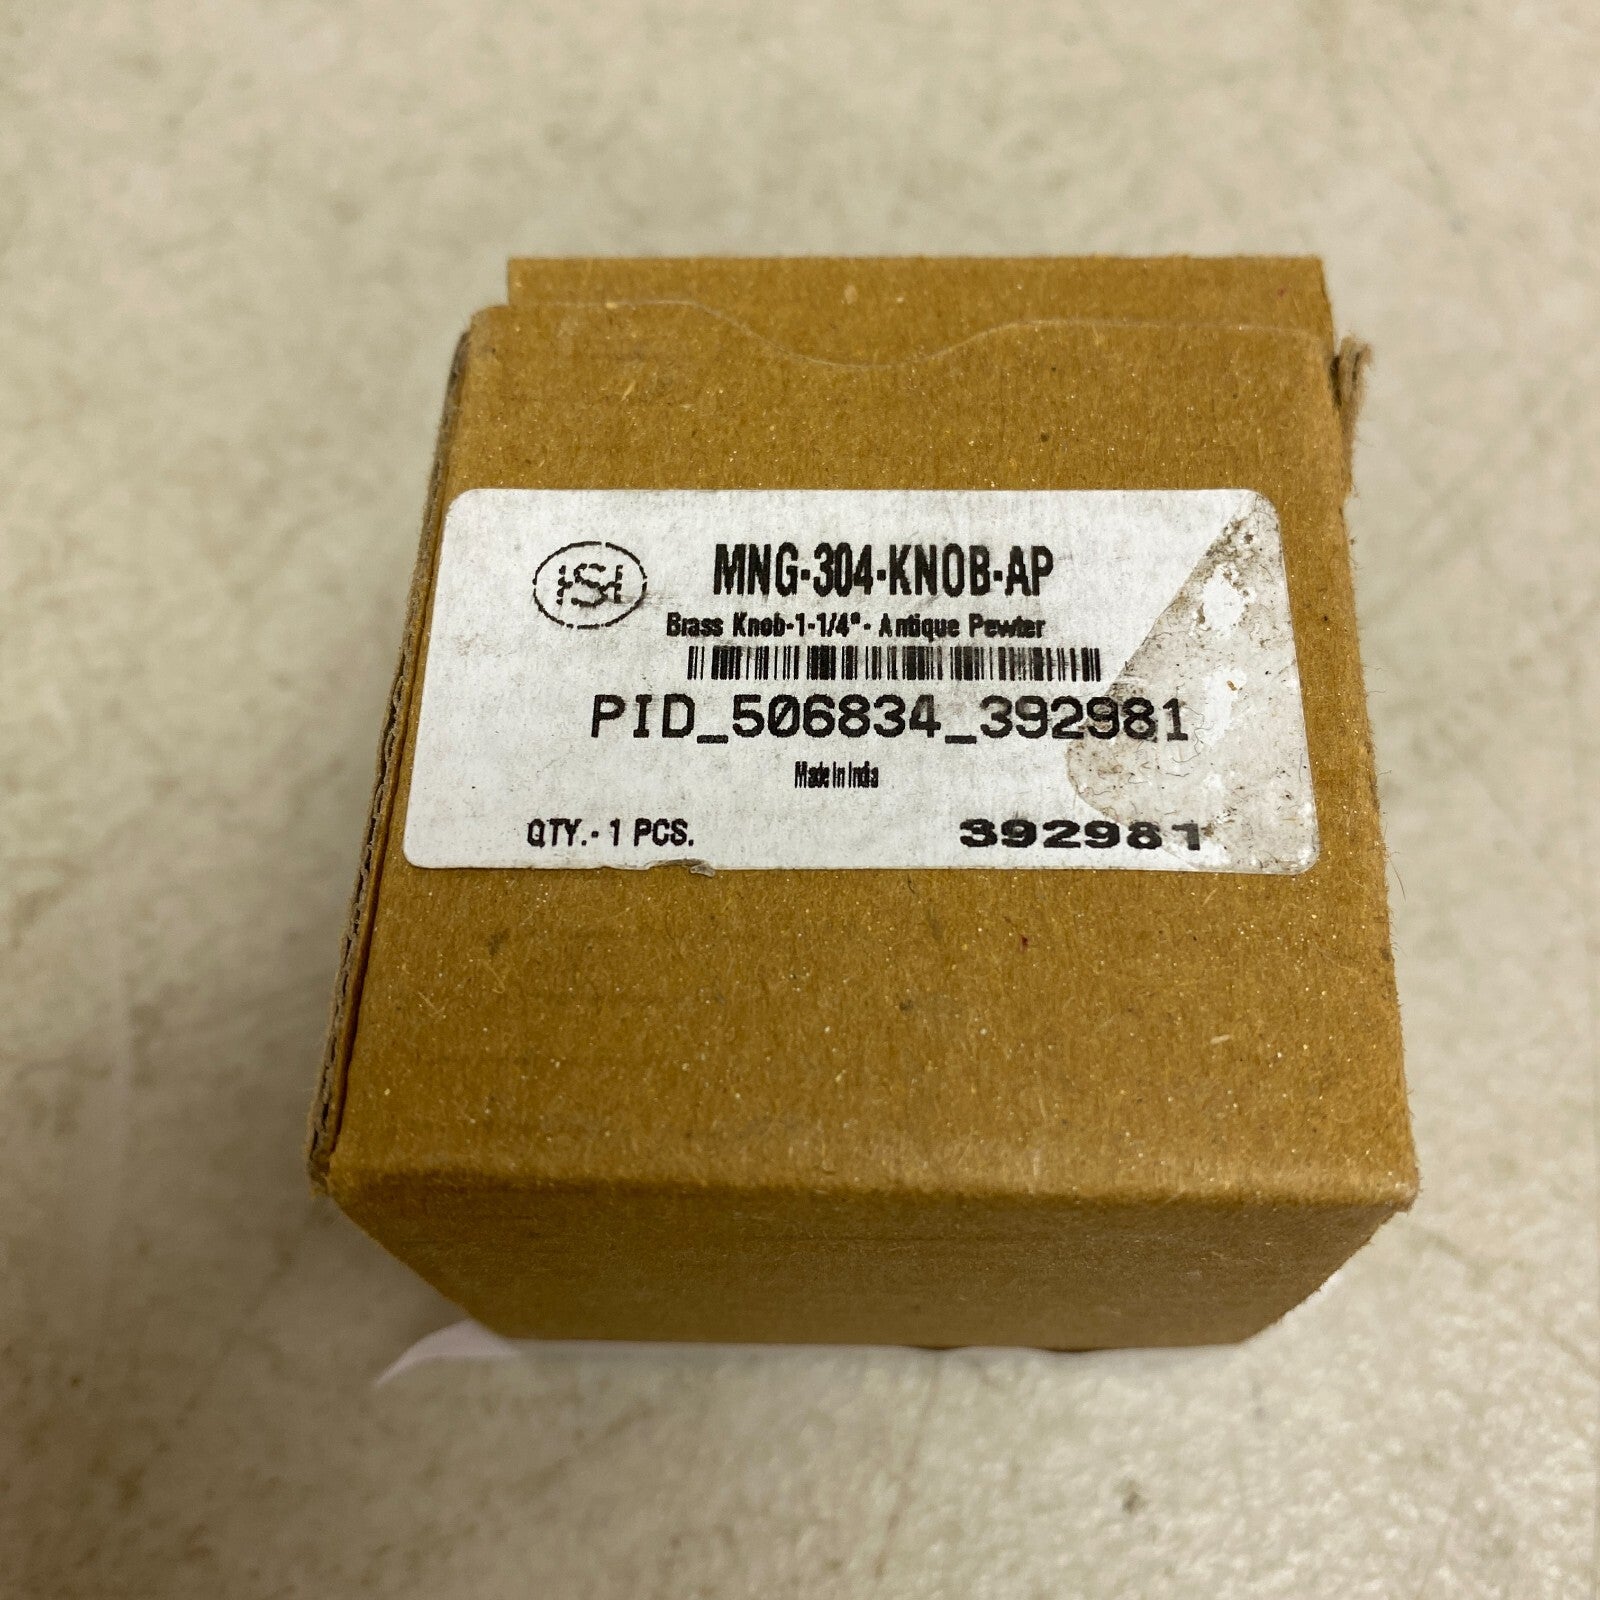 HSH
MNG-304-KNOB-AP
Brass Knob-1-1/4"- Antique Pewter
PID_506834_392981
Made In India
QTY.- 1 PCS.
392981